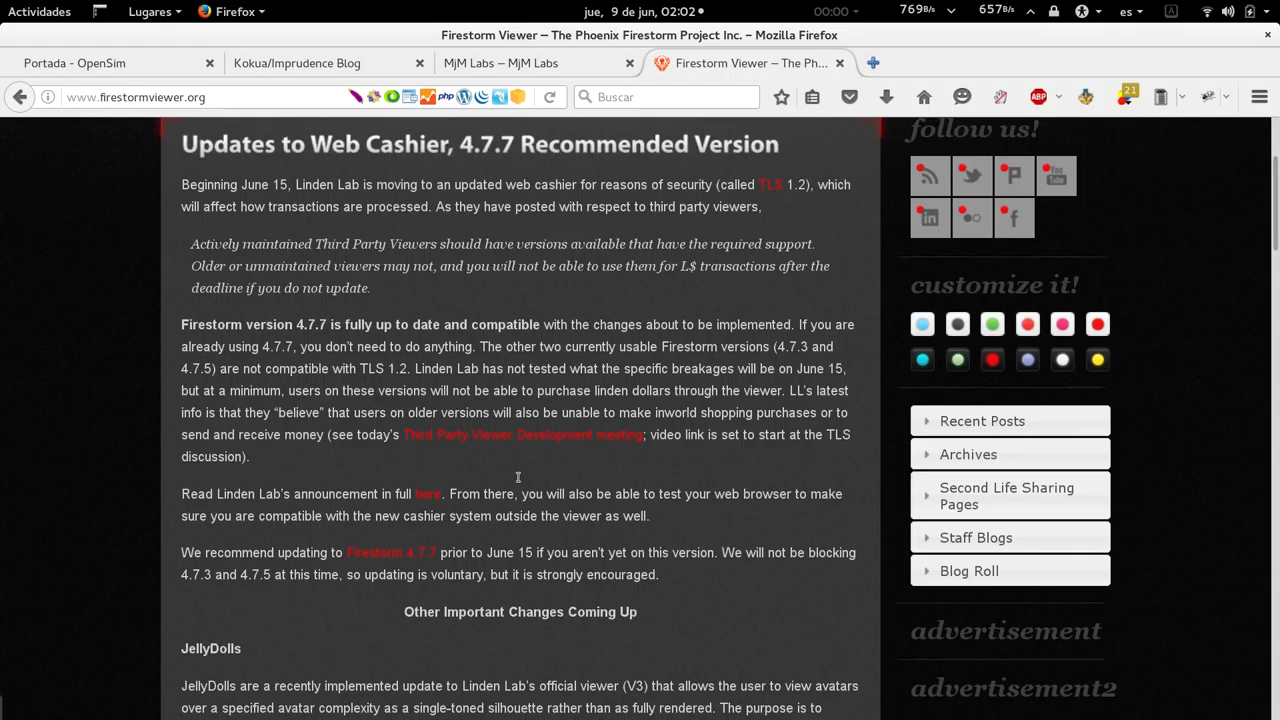 Actividades Lugares Firefox jue, 9 de jun, 02:02 00:00 769B/s 657B/s es A
Firestorm Viewer – The Phoenix Firestorm Project Inc. – Mozilla Firefox
Portada - OpenSim Kokua/Imprudence Blog MjM Labs – MjM Labs Firestorm Viewer – The Ph...
www.firestormviewer.org php Buscar ABP 21
Updates to Web Cashier, 4.7.7 Recommended Version
Beginning June 15, Linden Lab is moving to an updated web cashier for reasons of security (called TLS 1.2), which
will affect how transactions are processed. As they have posted with respect to third party viewers,
Actively maintained Third Party Viewers should have versions available that have the required support.
Older or unmaintained viewers may not, and you will not be able to use them for L$ transactions after the
deadline if you do not update.
Firestorm version 4.7.7 is fully up to date and compatible with the changes about to be implemented. If you are
already using 4.7.7, you don’t need to do anything. The other two currently usable Firestorm versions (4.7.3 and
4.7.5) are not compatible with TLS 1.2. Linden Lab has not tested what the specific breakages will be on June 15,
but at a minimum, users on these versions will not be able to purchase linden dollars through the viewer. LL’s latest
info is that they “believe” that users on older versions will also be unable to make inworld shopping purchases or to
send and receive money (see today’s Third Party Viewer Development meeting; video link is set to start at the TLS
discussion).
Read Linden Lab’s announcement in full here. From there, you will also be able to test your web browser to make
sure you are compatible with the new cashier system outside the viewer as well.
We recommend updating to Firestorm 4.7.7 prior to June 15 if you aren’t yet on this version. We will not be blocking
4.7.3 and 4.7.5 at this time, so updating is voluntary, but it is strongly encouraged.
Other Important Changes Coming Up
JellyDolls
JellyDolls are a recently implemented update to Linden Lab’s official viewer (V3) that allows the user to view avatars
over a specified avatar complexity as a single-toned silhouette rather than as fully rendered. The purpose is to
follow us!
You Tube
customize it!
Recent Posts
Archives
Second Life Sharing
Pages
Staff Blogs
Blog Roll
advertisement
advertisement2